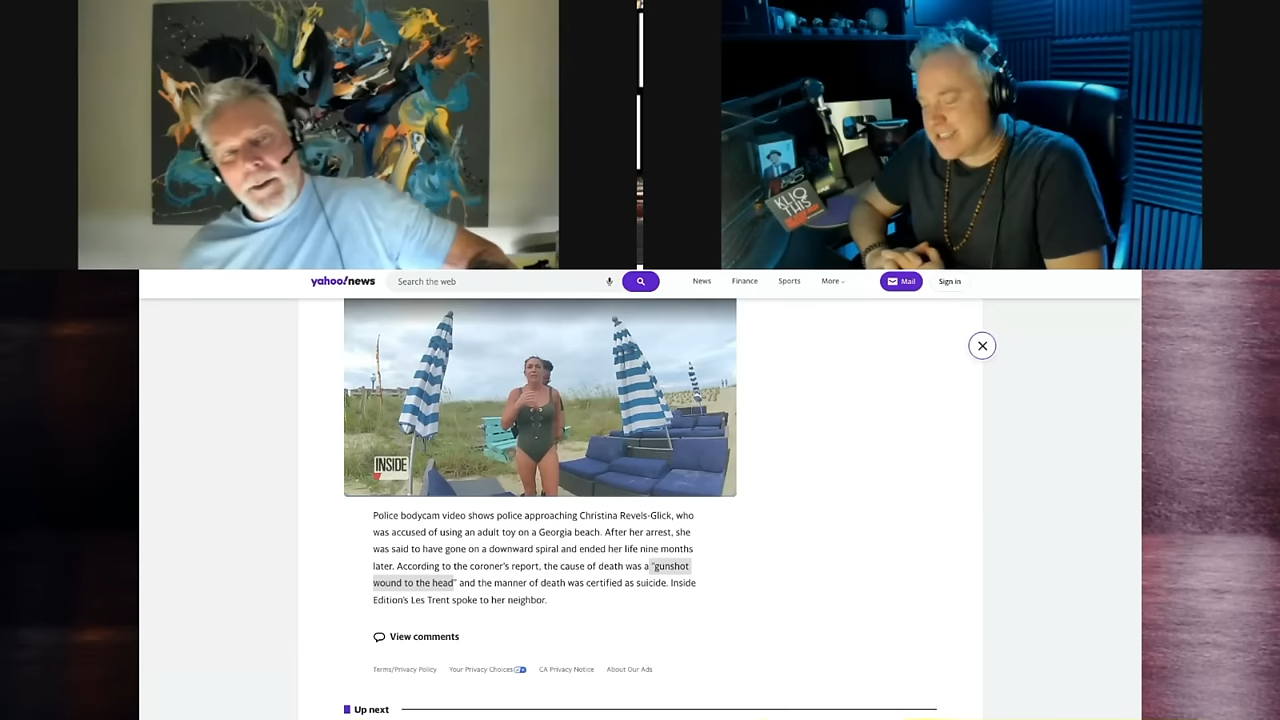 KLIQ
THIS
yahoo!news
Search the web
News
Finance
Sports
More
Mail
Sign in
INSIDE
Police bodycam video shows police approaching Christina Revels-Glick, who
was accused of using an adult toy on a Georgia beach. After her arrest, she
was said to have gone on a downward spiral and ended her life nine months
later. According to the coroner's report, the cause of death was a "gunshot
wound to the head" and the manner of death was certified as suicide. Inside
Edition's Les Trent spoke to her neighbor.
View comments
Terms/Privacy Policy
Your Privacy Choices
CA Privacy Notice
About Our Ads
Up next